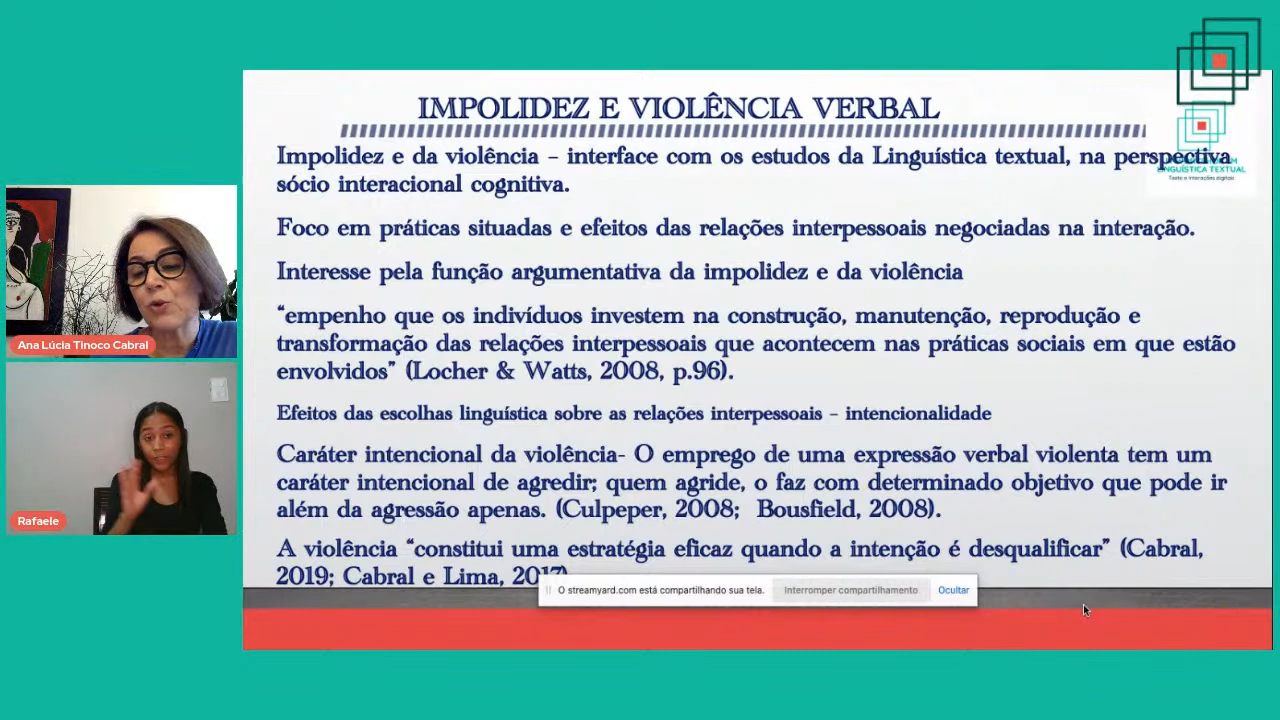 IMPOLIDEZ E VIOLÊNCIA VERBAL
Impolidez e da violência – interface com os estudos da Linguística textual, na perspectiva
sócio interacional cognitiva.
Foco em práticas situadas e efeitos das relações interpessoais negociadas na interação.
Interesse pela função argumentativa da impolidez e da violência
“empenho que os indivíduos investem na construção, manutenção, reprodução e
transformação das relações interpessoais que acontecem nas práticas sociais em que estão
envolvidos” (Locher & Watts, 2008, p.96).
Efeitos das escolhas linguística sobre as relações interpessoais – intencionalidade
Caráter intencional da violência- O emprego de uma expressão verbal violenta tem um
caráter intencional de agredir; quem agride, o faz com determinado objetivo que pode ir
além da agressão apenas. (Culpeper, 2008; Bousfield, 2008).
A violência “constitui uma estratégia eficaz quando a intenção é desqualificar” (Cabral,
2019; Cabral e Lima, 2017)
LINGUÍSTICA TEXTUAL
Texto e interações digitais
Ana Lúcia Tinoco Cabral
Rafaele
O streamyard.com está compartilhando sua tela.
Interromper compartilhamento
Ocultar